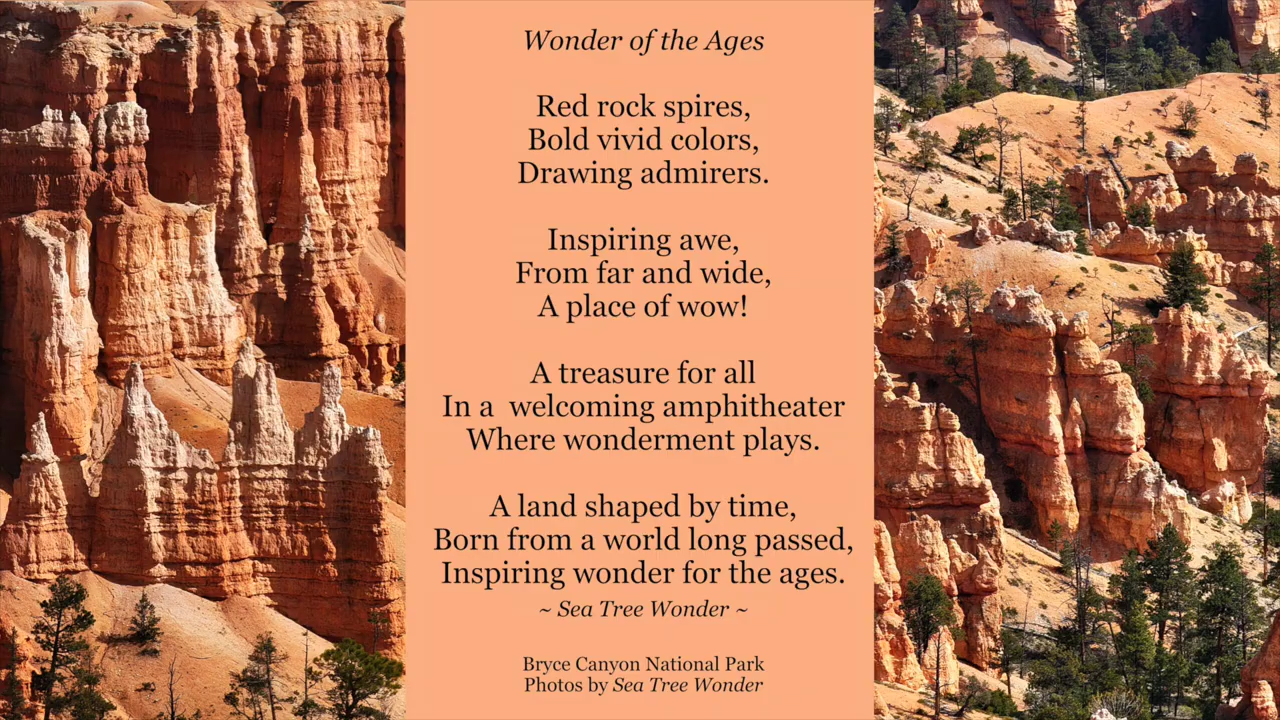 Wonder of the Ages
Red rock spires,
Bold vivid colors,
Drawing admirers.
Inspiring awe,
From far and wide,
A place of wow!
A treasure for all
In a  welcoming amphitheater
Where wonderment plays.
A land shaped by time,
Born from a world long passed,
Inspiring wonder for the ages.
~ Sea Tree Wonder ~
Bryce Canyon National Park
Photos by Sea Tree Wonder